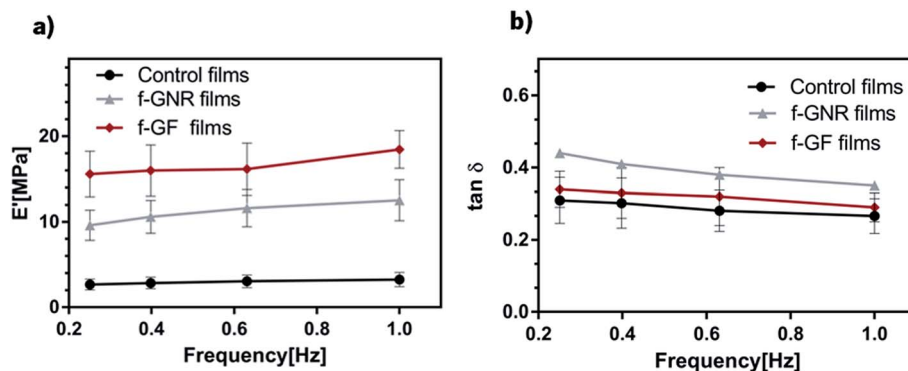 a)
Control films
f-GNR films
f-GF films
E'[MPa]
20
10
0
0.2 0.4 0.6 0.8 1.0
Frequency[Hz]
b)
Control films
f-GNR films
f-GF films
tan δ
0.6
0.4
0.2
0.0
0.2 0.4 0.6 0.8 1.0
Frequency[Hz]